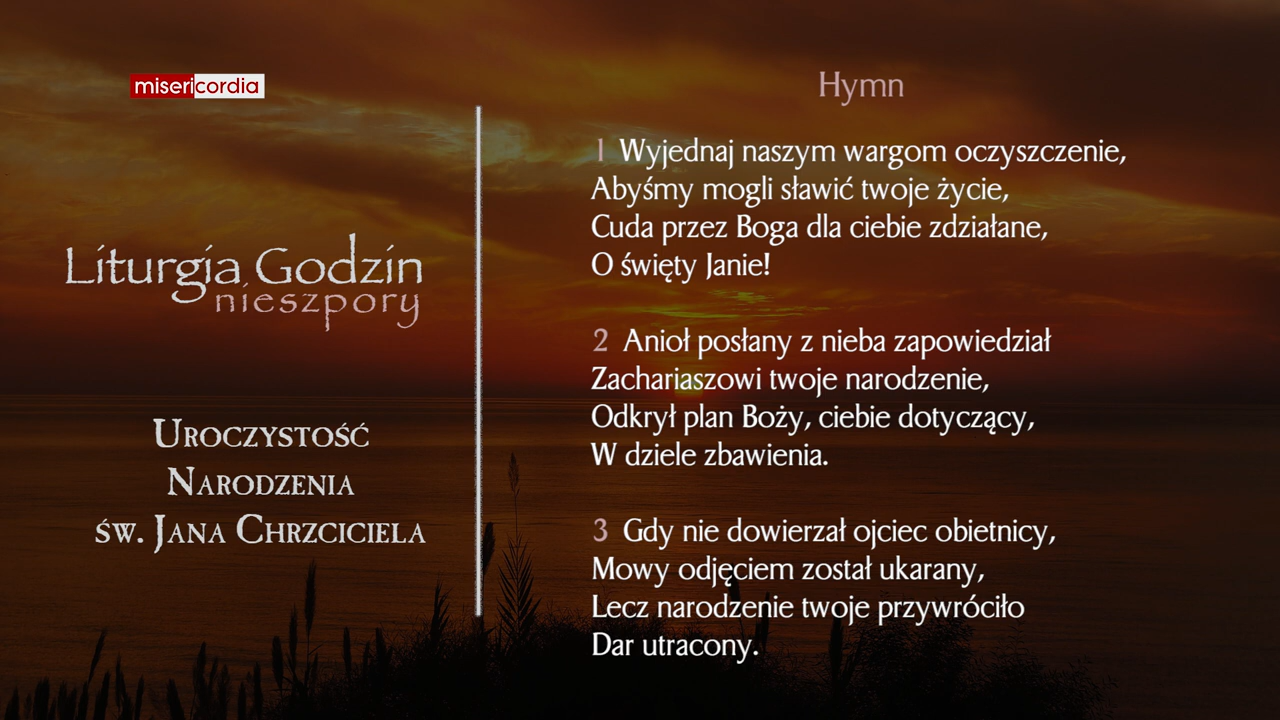 misericordia
Liturgia Godzin
nieszpory
Uroczystość
Narodzenia
św. Jana Chrzciciela
Hymn
1 Wyjednaj naszym wargom oczyszczenie,
Abyśmy mogli sławić twoje życie,
Cuda przez Boga dla ciebie zdziałane,
O święty Janie!
2 Anioł posłany z nieba zapowiedział
Zachariaszowi twoje narodzenie,
Odkrył plan Boży, ciebie dotyczący,
W dziele zbawienia.
3 Gdy nie dowierzał ojciec obietnicy,
Mowy odjęciem został ukarany,
Lecz narodzenie twoje przywróciło
Dar utracony.